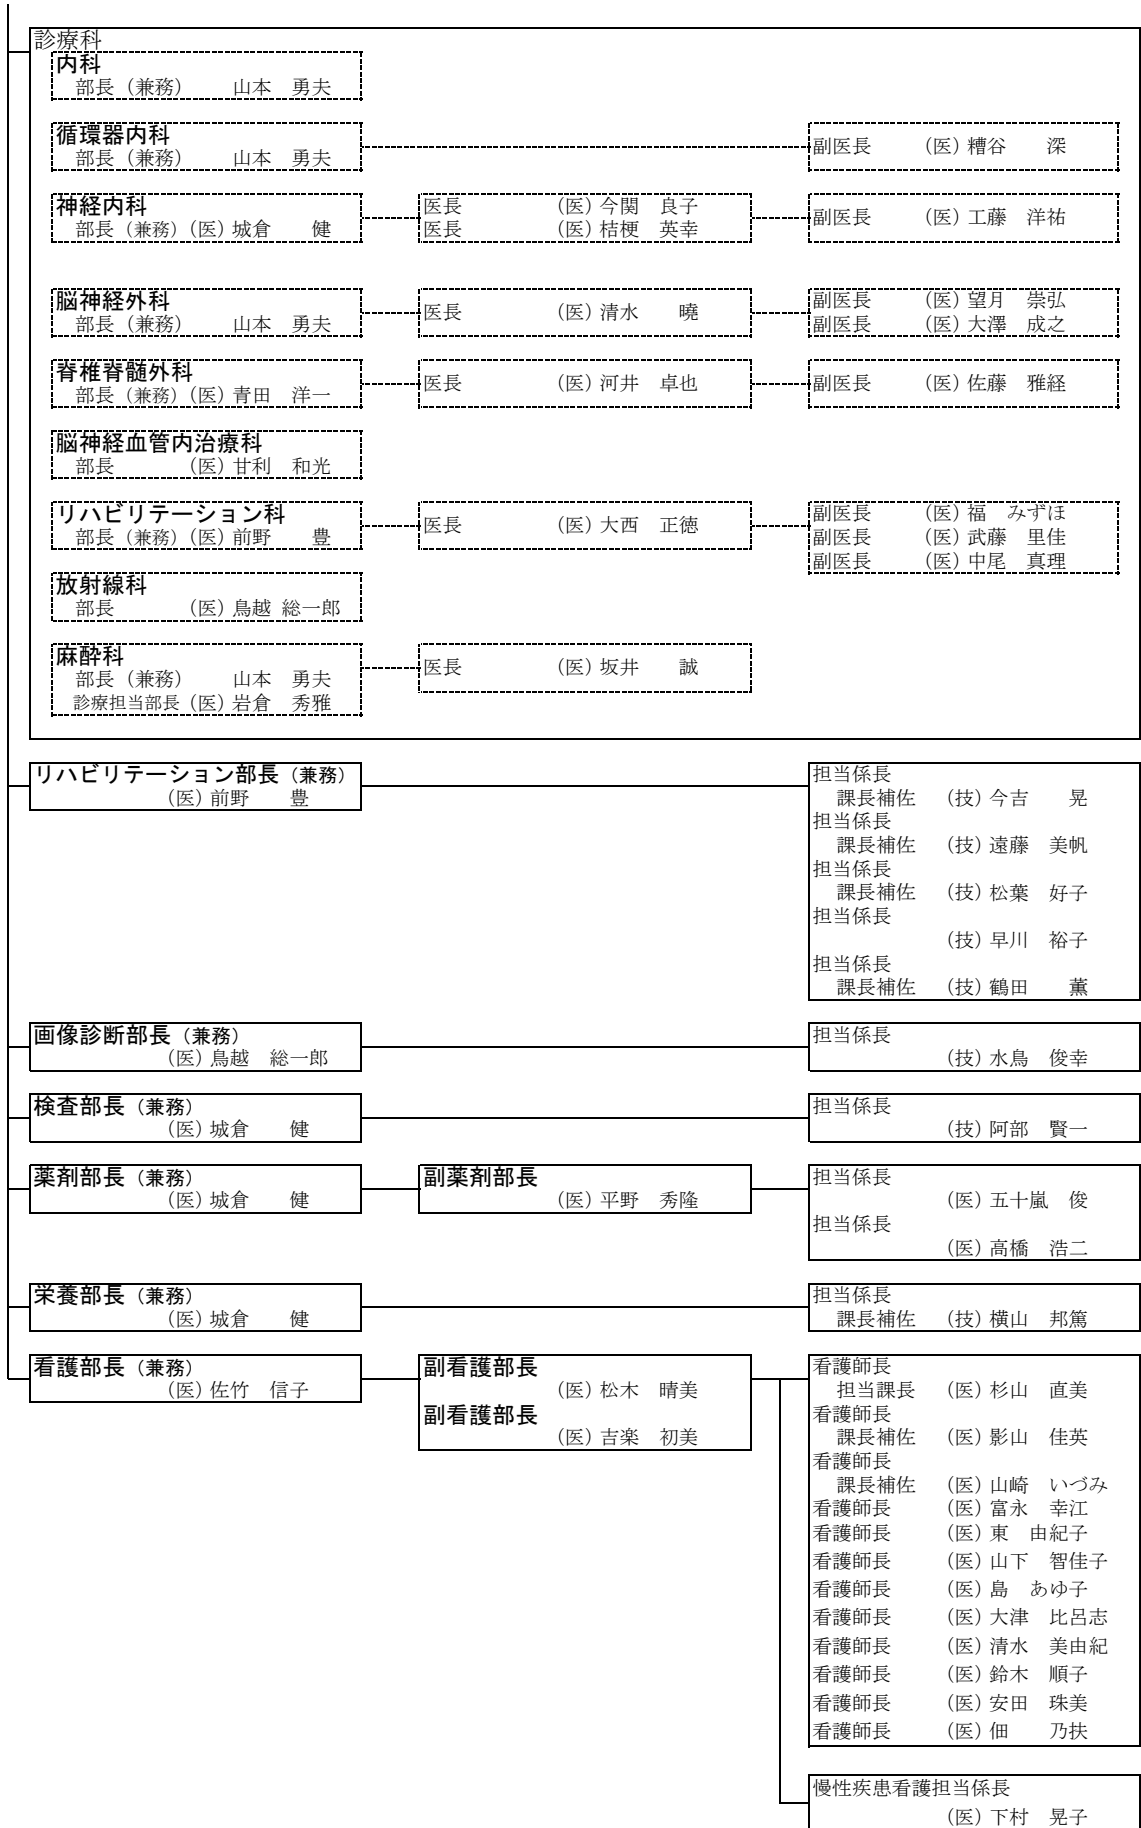 診療科
内科
部長（兼務）　山本　勇夫
循環器内科
部長（兼務）　山本　勇夫
副医長　（医）糟谷　深
神経内科
部長（兼務）（医）城倉　健
医長　（医）今関　良子
医長　（医）桔梗　英幸
副医長　（医）工藤　洋祐
脳神経外科
部長（兼務）　山本　勇夫
医長　（医）清水　曉
副医長　（医）望月　崇弘
副医長　（医）大澤　成之
脊椎脊髄外科
部長（兼務）（医）青田　洋一
医長　（医）河井　卓也
副医長　（医）佐藤　雅経
脳神経血管内治療科
部長　（医）甘利　和光
リハビリテーション科
部長（兼務）（医）前野　豊
医長　（医）大西　正徳
副医長　（医）福　みずほ
副医長　（医）武藤　里佳
副医長　（医）中尾　真理
放射線科
部長　（医）鳥越　総一郎
麻酔科
部長（兼務）　山本　勇夫
診療担当部長（医）岩倉　秀雅
医長　（医）坂井　誠
リハビリテーション部長（兼務）
（医）前野　豊
担当係長
課長補佐　（技）今吉　晃
担当係長
課長補佐　（技）遠藤　美帆
担当係長
課長補佐　（技）松葉　好子
担当係長
（技）早川　裕子
担当係長
課長補佐　（技）鶴田　薫
画像診断部長（兼務）
（医）鳥越　総一郎
担当係長
（技）水鳥　俊幸
検査部長（兼務）
（医）城倉　健
担当係長
（技）阿部　賢一
薬剤部長（兼務）
（医）城倉　健
副薬剤部長
（医）平野　秀隆
担当係長
（医）五十嵐　俊
担当係長
（医）高橋　浩二
栄養部長（兼務）
（医）城倉　健
担当係長
課長補佐　（技）横山　邦篤
看護部長（兼務）
（医）佐竹　信子
副看護部長
（医）松木　晴美
副看護部長
（医）吉楽　初美
看護師長
担当課長　（医）杉山　直美
看護師長
課長補佐　（医）影山　佳英
看護師長
課長補佐　（医）山崎　いづみ
看護師長　（医）富永　幸江
看護師長　（医）東　由紀子
看護師長　（医）山下　智佳子
看護師長　（医）島　あゆ子
看護師長　（医）大津　比呂志
看護師長　（医）清水　美由紀
看護師長　（医）鈴木　順子
看護師長　（医）安田　珠美
看護師長　（医）佃　乃扶
慢性疾患看護担当係長
（医）下村　晃子